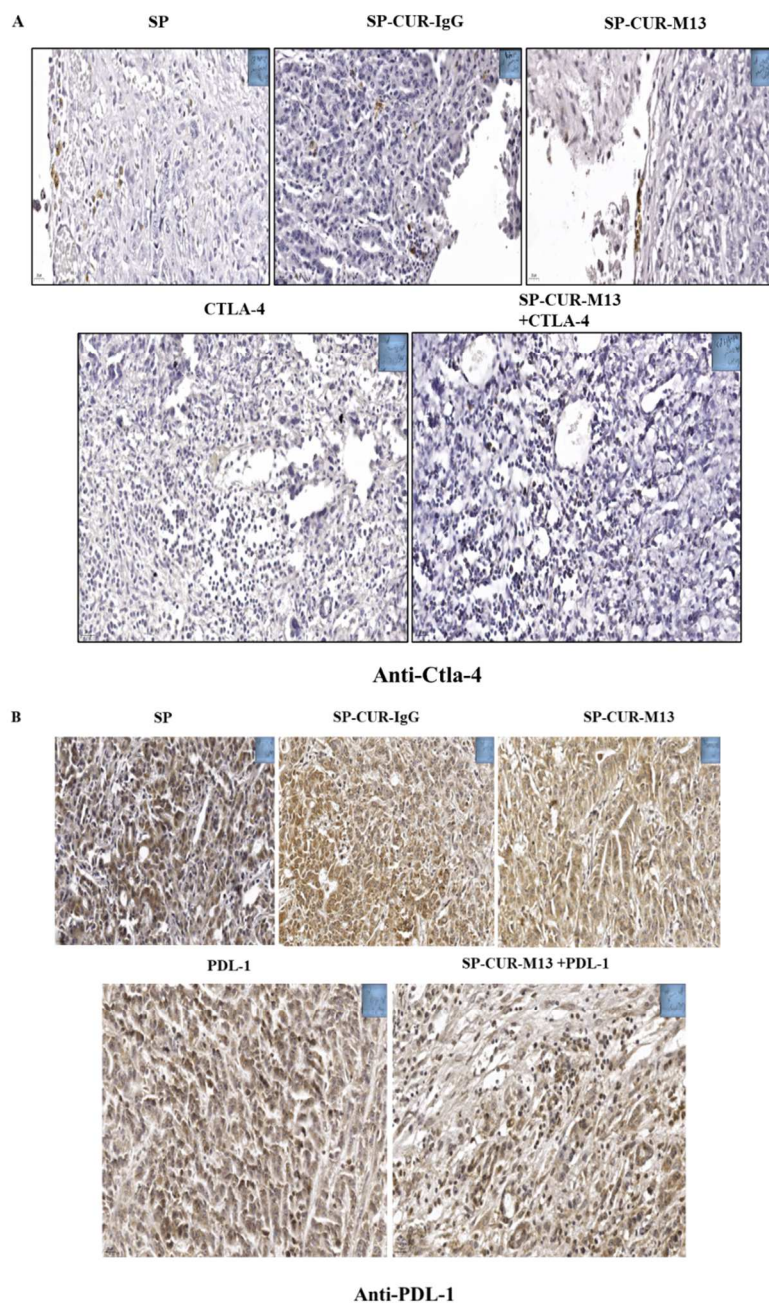 A
SP
SP-CUR-IgG
SP-CUR-M13
CTLA-4
SP-CUR-M13
+CTLA-4
Anti-Ctla-4
B
SP
SP-CUR-IgG
SP-CUR-M13
PDL-1
SP-CUR-M13 +PDL-1
Anti-PDL-1